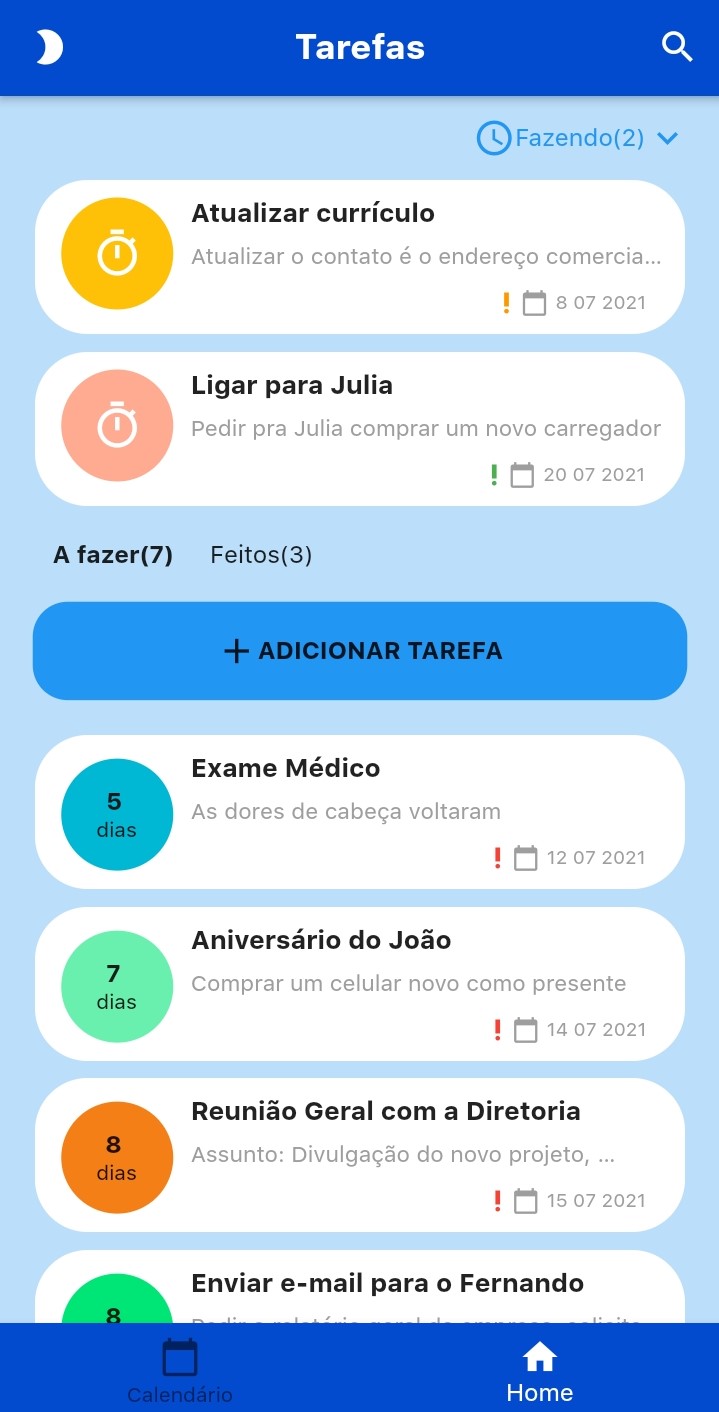 Tarefas
Fazendo(2)
Atualizar currículo
Atualizar o contato é o endereço comercia...
8 07 2021
Ligar para Julia
Pedir pra Julia comprar um novo carregador
20 07 2021
A fazer(7) Feitos(3)
+ ADICIONAR TAREFA
Exame Médico
5
dias
As dores de cabeça voltaram
12 07 2021
Aniversário do João
7
dias
Comprar um celular novo como presente
14 07 2021
Reunião Geral com a Diretoria
8
dias
Assunto: Divulgação do novo projeto, ...
15 07 2021
Enviar e-mail para o Fernando
8
Calendário
Home